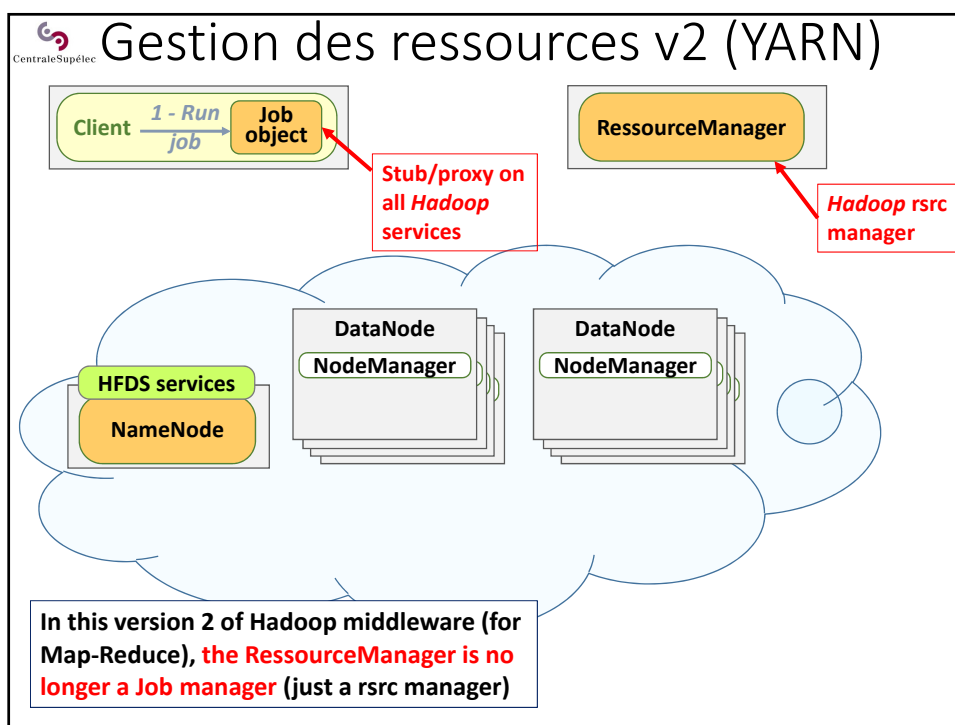 CentraleSupélec
Gestion des ressources v2 (YARN)
Client
1 - Run
job
Job
object
RessourceManager
Stub/proxy on
all Hadoop
services
Hadoop rsrc
manager
DataNode
NodeManager
DataNode
NodeManager
HFDS services
NameNode
In this version 2 of Hadoop middleware (for
Map-Reduce), the RessourceManager is no
longer a Job manager (just a rsrc manager)